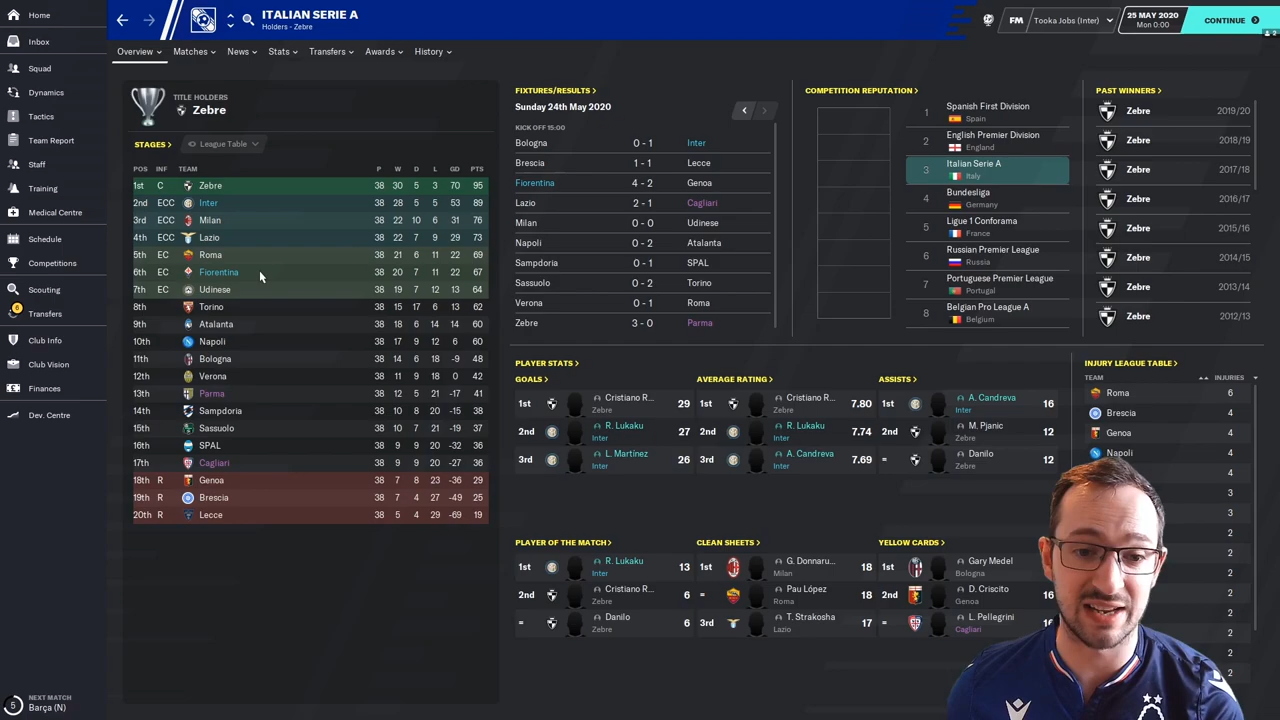 ITALIAN SERIE A
Holders - Zebre
FM Tooka Jobs (Inter)
25 MAY 2020
Mon 0:00
CONTINUE
2
Home
Inbox
Squad
Dynamics
Tactics
Team Report
Staff
Training
Medical Centre
Schedule
Competitions
Scouting
6
Transfers
Club Info
Club Vision
Finances
Dev. Centre
5
NEXT MATCH
Barça (N)
Overview Matches News Stats Transfers Awards History
TITLE HOLDERS
Zebre
STAGES > League Table
POS INF TEAM P W D L GD PTS
1st C Zebre 38 30 5 3 70 95
2nd ECC Inter 38 28 5 5 53 89
3rd ECC Milan 38 22 10 6 31 76
4th ECC Lazio 38 22 7 9 29 73
5th EC Roma 38 21 6 11 22 69
6th EC Fiorentina 38 20 7 11 22 67
7th EC Udinese 38 19 7 12 13 64
8th Torino 38 15 17 6 13 62
9th Atalanta 38 18 6 14 14 60
10th Napoli 38 17 9 12 6 60
11th Bologna 38 14 6 18 -9 48
12th Verona 38 11 9 18 0 42
13th Parma 38 12 5 21 -17 41
14th Sampdoria 38 10 8 20 -15 38
15th Sassuolo 38 10 7 21 -19 37
16th SPAL 38 9 9 20 -32 36
17th Cagliari 38 9 9 20 -27 36
18th R Genoa 38 7 8 23 -36 29
19th R Brescia 38 7 4 27 -49 25
20th R Lecce 38 5 4 29 -69 19
FIXTURES/RESULTS >
Sunday 24th May 2020
KICK OFF 15:00
Bologna 0 - 1 Inter
Brescia 1 - 1 Lecce
Fiorentina 4 - 2 Genoa
Lazio 2 - 1 Cagliari
Milan 0 - 0 Udinese
Napoli 0 - 2 Atalanta
Sampdoria 0 - 1 SPAL
Sassuolo 0 - 2 Torino
Verona 0 - 1 Roma
Zebre 3 - 0 Parma
COMPETITION REPUTATION >
1 Spanish First Division
Spain
2 English Premier Division
England
3 Italian Serie A
Italy
4 Bundesliga
Germany
5 Ligue 1 Conforama
France
6 Russian Premier League
Russia
7 Portuguese Premier League
Portugal
8 Belgian Pro League A
Belgium
PAST WINNERS >
Zebre 2019/20
Zebre 2018/19
Zebre 2017/18
Zebre 2016/17
Zebre 2015/16
Zebre 2014/15
Zebre 2013/14
Zebre 2012/13
PLAYER STATS >
GOALS >
1st Cristiano R... 29
Zebre
2nd R. Lukaku 27
Inter
3rd L. Martínez 26
Inter
AVERAGE RATING >
1st Cristiano R... 7.80
Zebre
2nd R. Lukaku 7.74
Inter
3rd A. Candreva 7.69
Inter
ASSISTS >
1st A. Candreva 16
Inter
2nd M. Pjanic 12
Zebre
= Danilo 12
Zebre
PLAYER OF THE MATCH >
1st R. Lukaku 13
Inter
2nd Cristiano R... 6
Zebre
= Danilo 6
Zebre
CLEAN SHEETS >
1st G. Donnaru... 18
Milan
= Pau López 18
Roma
3rd T. Strakosha 17
Lazio
YELLOW CARDS >
1st Gary Medel 16
Bologna
2nd D. Criscito 16
Genoa
= L. Pellegrini
Cagliari
INJURY LEAGUE TABLE >
TEAM INJURIES
Roma 6
Brescia 4
Genoa 4
Napoli 4
4
3
3
2
2
2
2
2
2
2
2